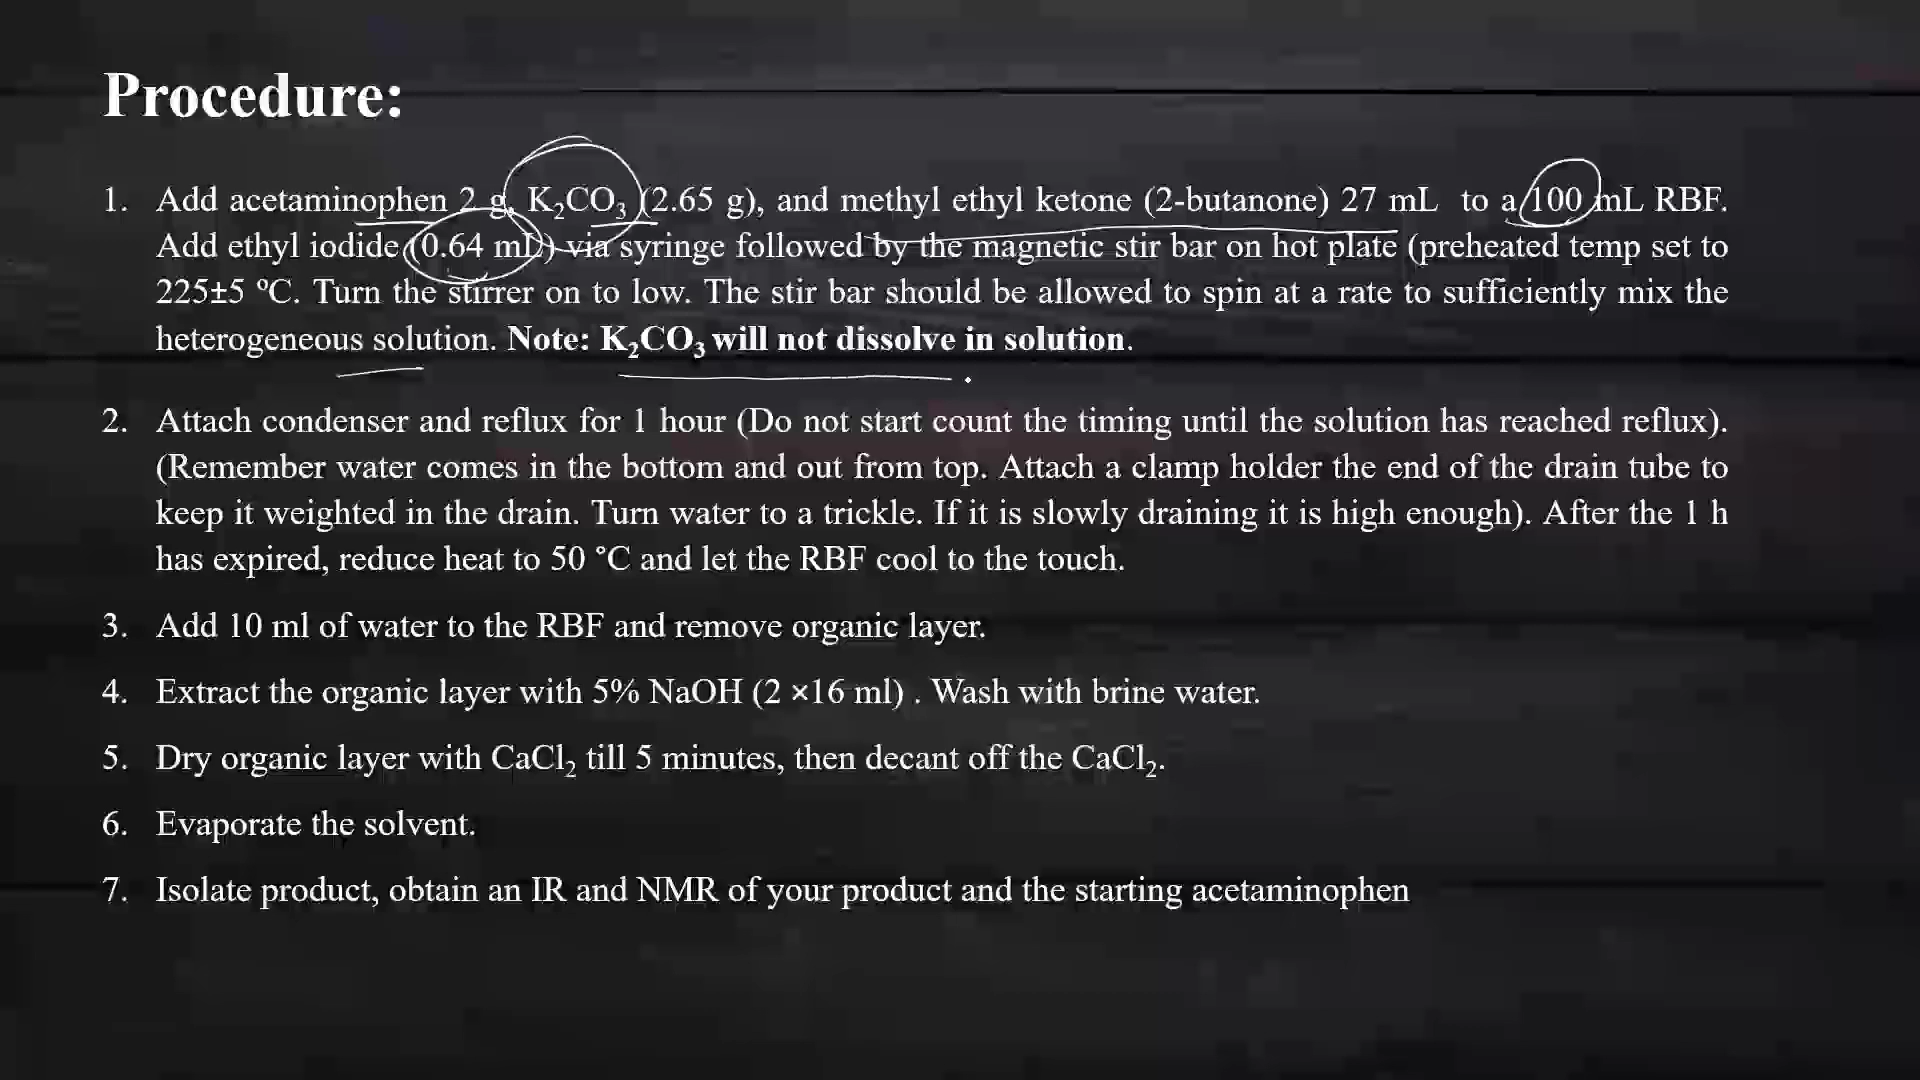 Procedure:
1. Add acetaminophen 2 g, K₂CO₃ (2.65 g), and methyl ethyl ketone (2-butanone) 27 mL to a 100 mL RBF.
Add ethyl iodide (0.64 mL) via syringe followed by the magnetic stir bar on hot plate (preheated temp set to
225±5 ºC. Turn the stirrer on to low. The stir bar should be allowed to spin at a rate to sufficiently mix the
heterogeneous solution. Note: K₂CO₃ will not dissolve in solution.
2. Attach condenser and reflux for 1 hour (Do not start count the timing until the solution has reached reflux).
(Remember water comes in the bottom and out from top. Attach a clamp holder the end of the drain tube to
keep it weighted in the drain. Turn water to a trickle. If it is slowly draining it is high enough). After the 1 h
has expired, reduce heat to 50 °C and let the RBF cool to the touch.
3. Add 10 ml of water to the RBF and remove organic layer.
4. Extract the organic layer with 5% NaOH (2 ×16 ml) . Wash with brine water.
5. Dry organic layer with CaCl₂ till 5 minutes, then decant off the CaCl₂.
6. Evaporate the solvent.
7. Isolate product, obtain an IR and NMR of your product and the starting acetaminophen